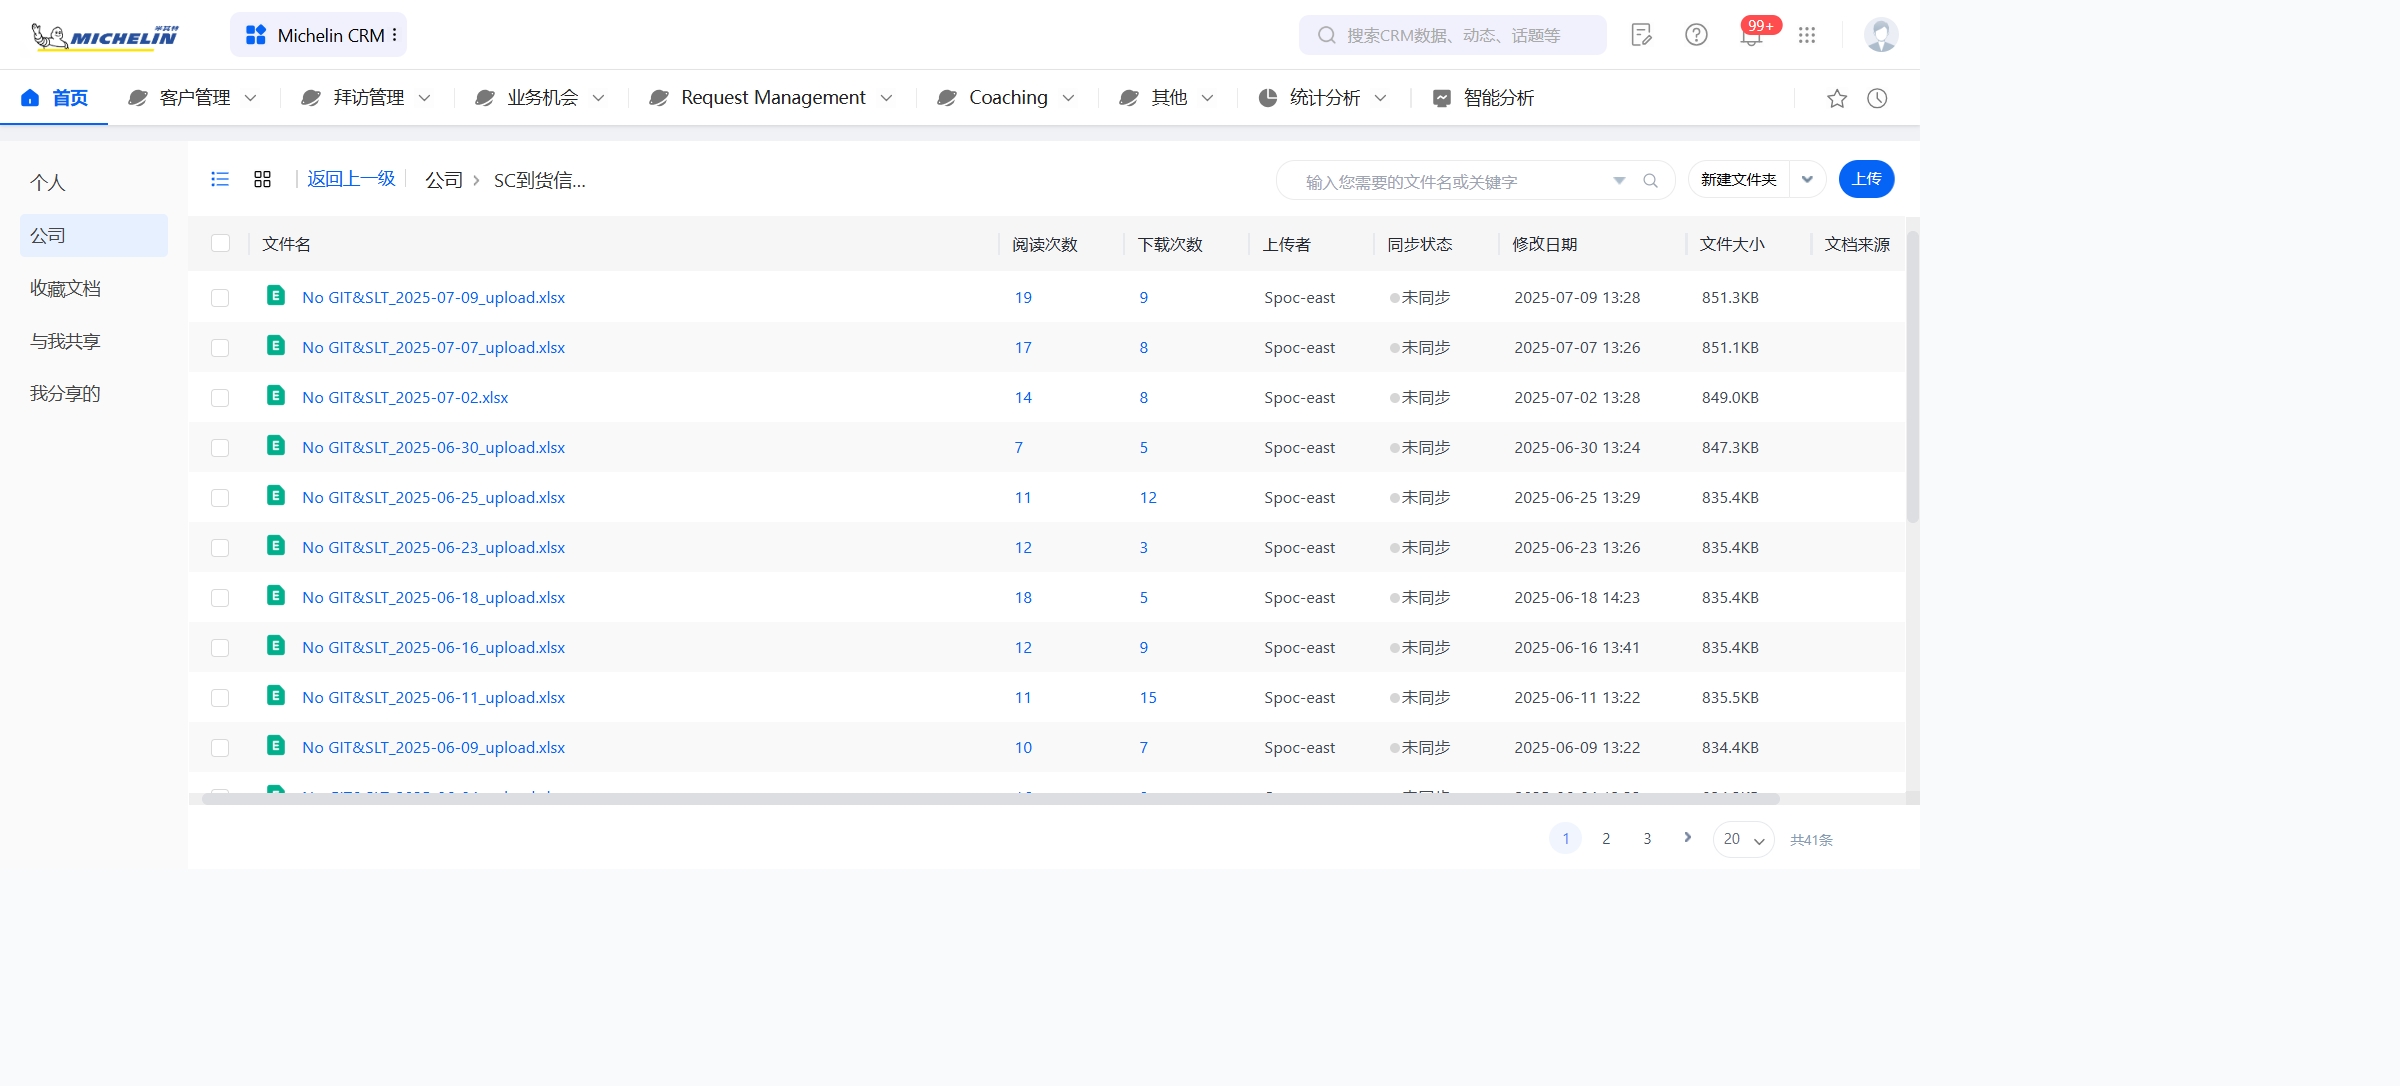 米其林
MICHELIN
Michelin CRM
搜索CRM数据、动态、话题等
99+
首页
客户管理
拜访管理
业务机会
Request Management
Coaching
其他
统计分析
智能分析
个人
公司
收藏文档
与我共享
我分享的
返回上一级
公司
SC到货信...
输入您需要的文件名或关键字
新建文件夹
上传
文件名 阅读次数 下载次数 上传者 同步状态 修改日期 文件大小 文档来源
No GIT&SLT_2025-07-09_upload.xlsx 19 9 Spoc-east 未同步 2025-07-09 13:28 851.3KB
No GIT&SLT_2025-07-07_upload.xlsx 17 8 Spoc-east 未同步 2025-07-07 13:26 851.1KB
No GIT&SLT_2025-07-02.xlsx 14 8 Spoc-east 未同步 2025-07-02 13:28 849.0KB
No GIT&SLT_2025-06-30_upload.xlsx 7 5 Spoc-east 未同步 2025-06-30 13:24 847.3KB
No GIT&SLT_2025-06-25_upload.xlsx 11 12 Spoc-east 未同步 2025-06-25 13:29 835.4KB
No GIT&SLT_2025-06-23_upload.xlsx 12 3 Spoc-east 未同步 2025-06-23 13:26 835.4KB
No GIT&SLT_2025-06-18_upload.xlsx 18 5 Spoc-east 未同步 2025-06-18 14:23 835.4KB
No GIT&SLT_2025-06-16_upload.xlsx 12 9 Spoc-east 未同步 2025-06-16 13:41 835.4KB
No GIT&SLT_2025-06-11_upload.xlsx 11 15 Spoc-east 未同步 2025-06-11 13:22 835.5KB
No GIT&SLT_2025-06-09_upload.xlsx 10 7 Spoc-east 未同步 2025-06-09 13:22 834.4KB
1 2 3 20 共41条